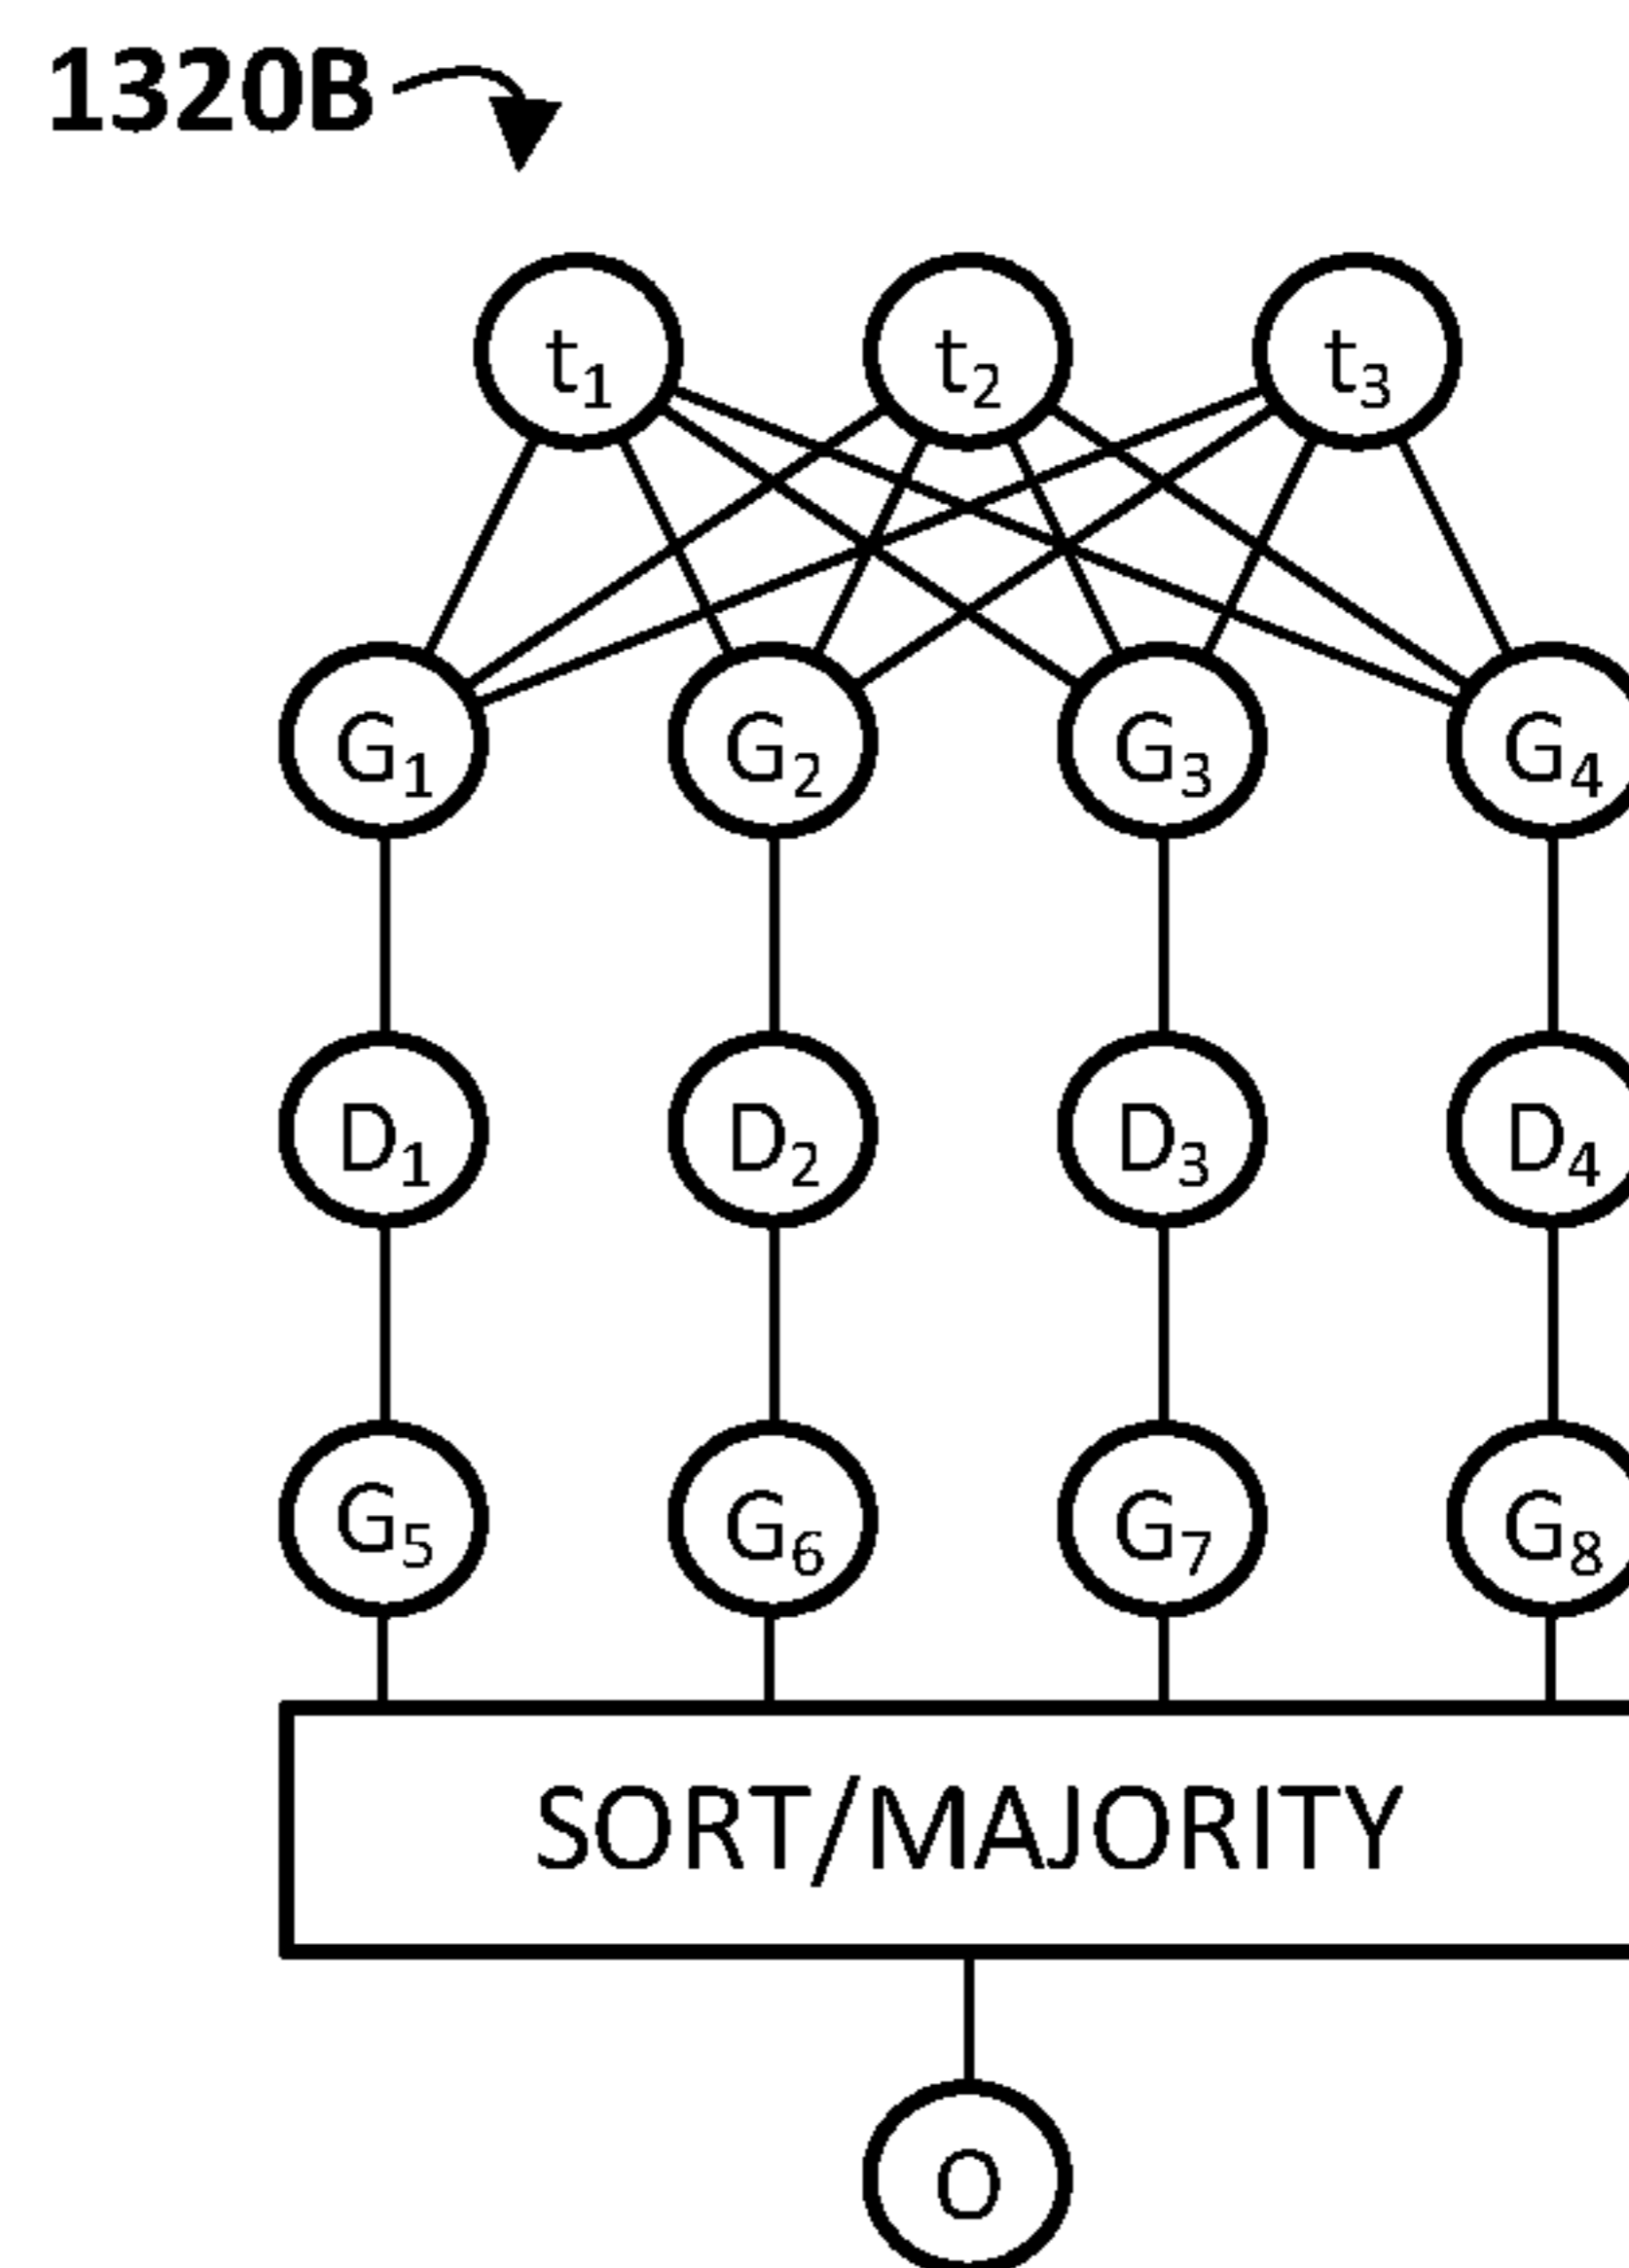 1320B
t1 t2 t3
G1 G2 G3 G4
D1 D2 D3 D4
G5 G6 G7 G8
SORT/MAJORITY
O